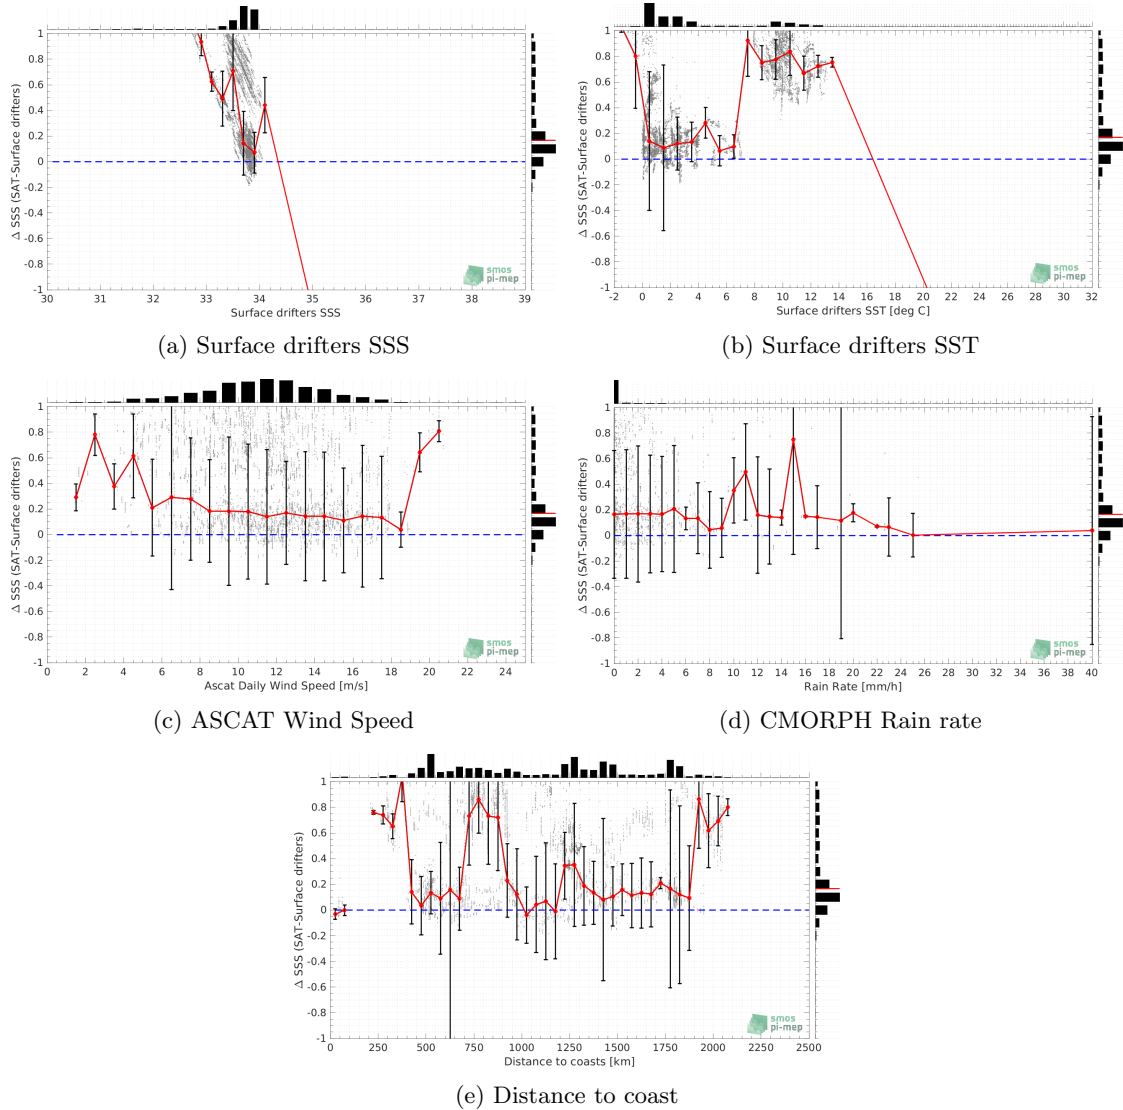 Δ SSS (SAT-Surface drifters)
1
0.8
0.6
0.4
0.2
0
-0.2
-0.4
-0.6
-0.8
-1
30 31 32 33 34 35 36 37 38 39
Surface drifters SSS
smos
pi-mep
(a) Surface drifters SSS
Δ SSS (SAT-Surface drifters)
1
0.8
0.6
0.4
0.2
0
-0.2
-0.4
-0.6
-0.8
-1
-2 0 2 4 6 8 10 12 14 16 18 20 22 24 26 28 30 32
Surface drifters SST [deg C]
smos
pi-mep
(b) Surface drifters SST
Δ SSS (SAT-Surface drifters)
1
0.8
0.6
0.4
0.2
0
-0.2
-0.4
-0.6
-0.8
-1
0 2 4 6 8 10 12 14 16 18 20 22 24
Ascat Daily Wind Speed [m/s]
smos
pi-mep
(c) ASCAT Wind Speed
Δ SSS (SAT-Surface drifters)
1
0.8
0.6
0.4
0.2
0
-0.2
-0.4
-0.6
-0.8
-1
0 2 4 6 8 10 12 14 16 18 20 22 24 26 28 30 32 34 36 38 40
Rain Rate [mm/h]
smos
pi-mep
(d) CMORPH Rain rate
Δ SSS (SAT-Surface drifters)
1
0.8
0.6
0.4
0.2
0
-0.2
-0.4
-0.6
-0.8
-1
0 250 500 750 1000 1250 1500 1750 2000 2250 2500
Distance to coasts [km]
smos
pi-mep
(e) Distance to coast